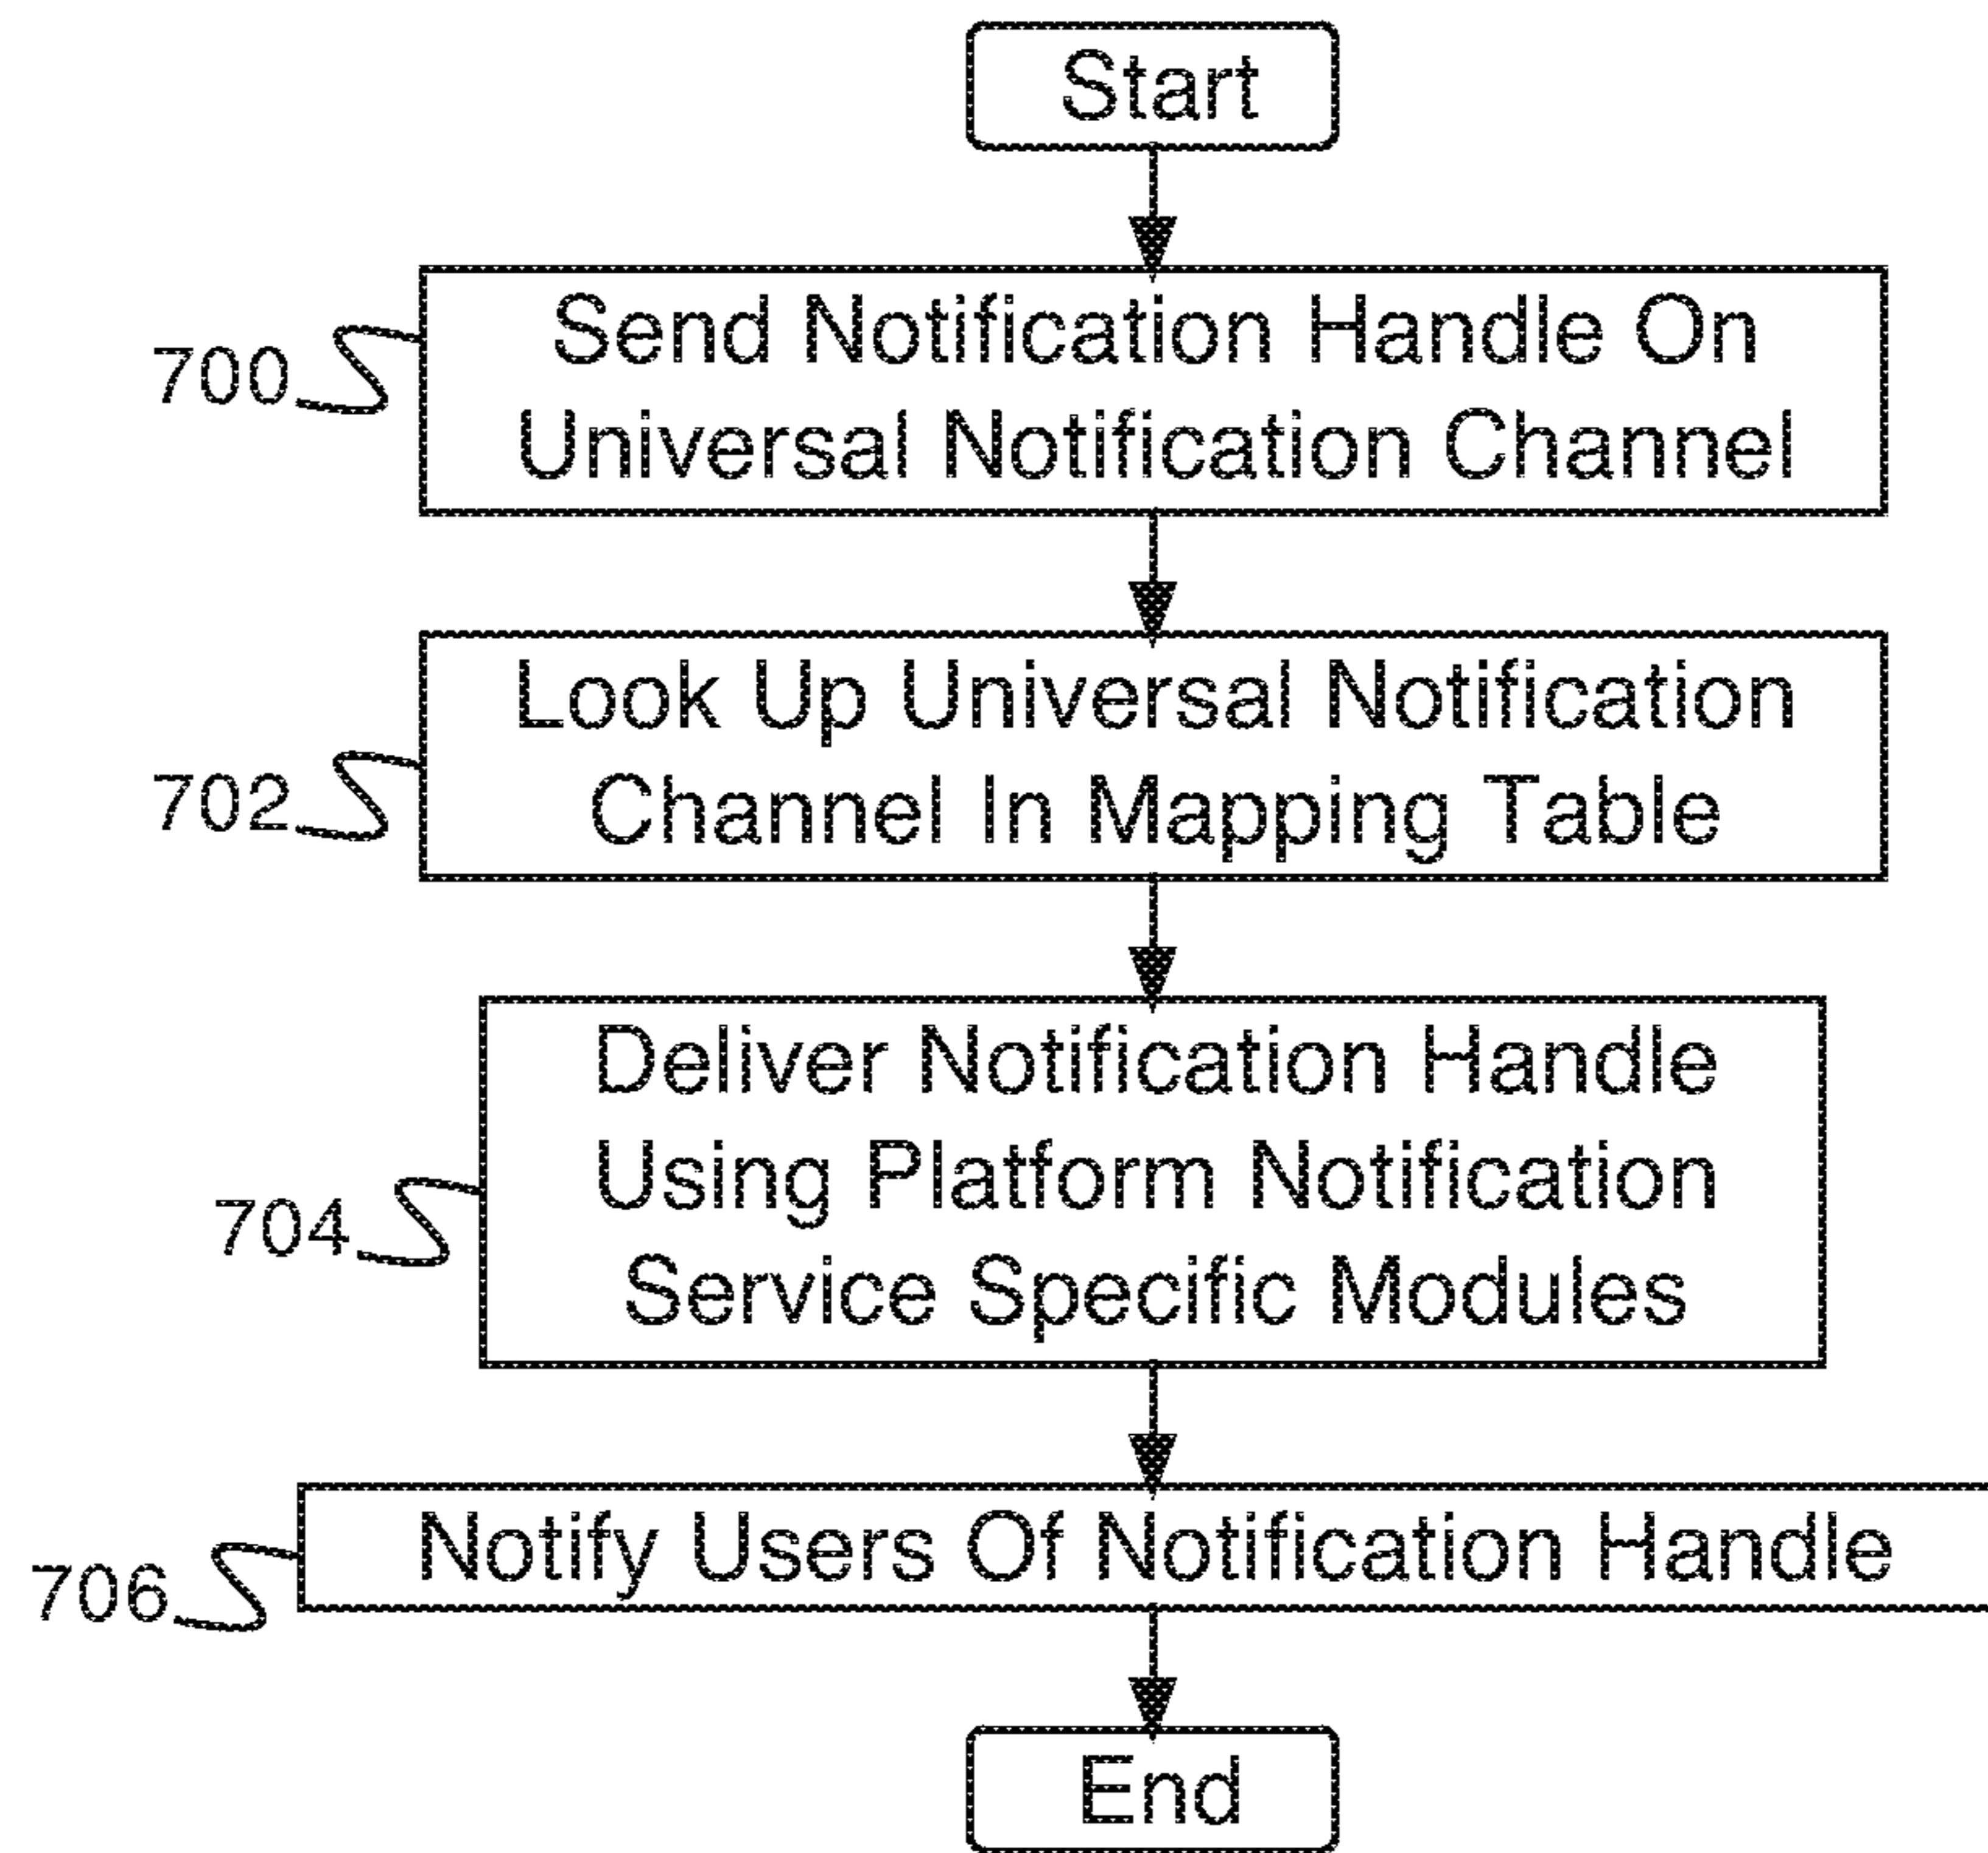 Start
700
Send Notification Handle On
Universal Notification Channel
702
Look Up Universal Notification
Channel In Mapping Table
704
Deliver Notification Handle
Using Platform Notification
Service Specific Modules
706
Notify Users Of Notification Handle
End